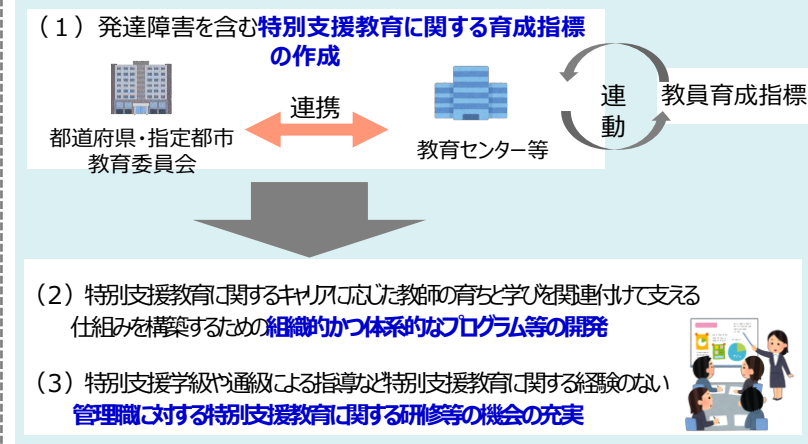 （１）発達障害を含む特別支援教育に関する育成指標
の作成
連携
都道府県・指定都市
教育委員会
教育センター等
連
動
教員育成指標
（２）特別支援教育に関するキャリアに応じた教師の育ちと学びを関連付けて支える
仕組みを構築するための組織的かつ体系的なプログラム等の開発
（３）特別支援学級や通級による指導など特別支援教育に関する経験のない
管理職に対する特別支援教育に関する研修等の機会の充実